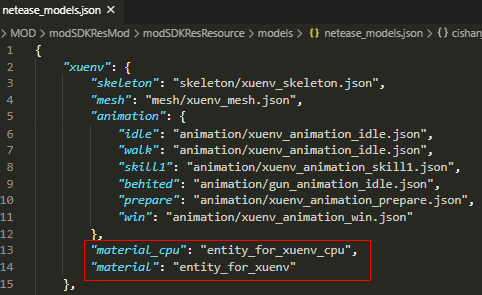 netease_models.json ×
MOD > modSDKResMod > modSDKResResource > models > {} netease_models.json > {} cishan
1 {
2 "xuenv": {
3 "skeleton": "skeleton/xuenv_skeleton.json",
4 "mesh": "mesh/xuenv_mesh.json",
5 "animation": {
6 "idle": "animation/xuenv_animation_idle.json",
7 "walk": "animation/xuenv_animation_idle.json",
8 "skill1": "animation/xuenv_animation_skill1.json",
9 "behited": "animation/gun_animation_idle.json",
10 "prepare": "animation/xuenv_animation_prepare.json",
11 "win": "animation/xuenv_animation_win.json"
12 },
13 "material_cpu": "entity_for_xuenv_cpu",
14 "material": "entity_for_xuenv"
15 },